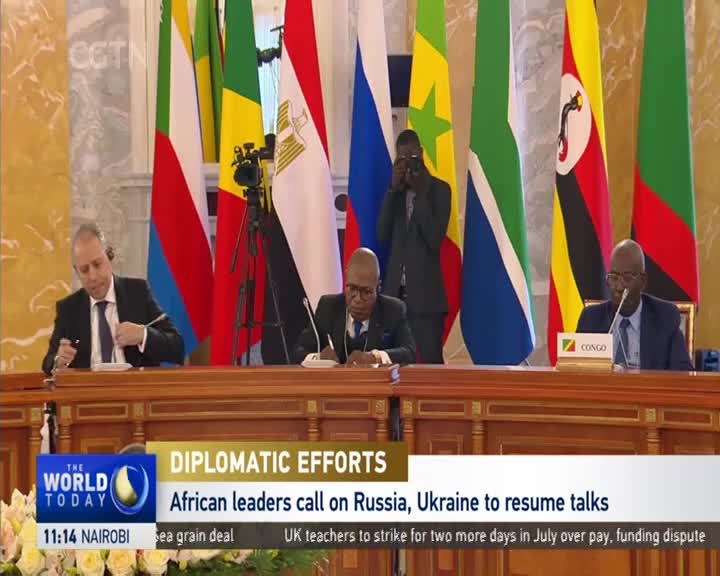 CGTN
CONGO
DIPLOMATIC EFFORTS
THE
WORLD
TODAY
African leaders call on Russia, Ukraine to resume talks
11:14 NAIROBI
Sea grain deal
UK teachers to strike for two more days in July over pay, funding dispute